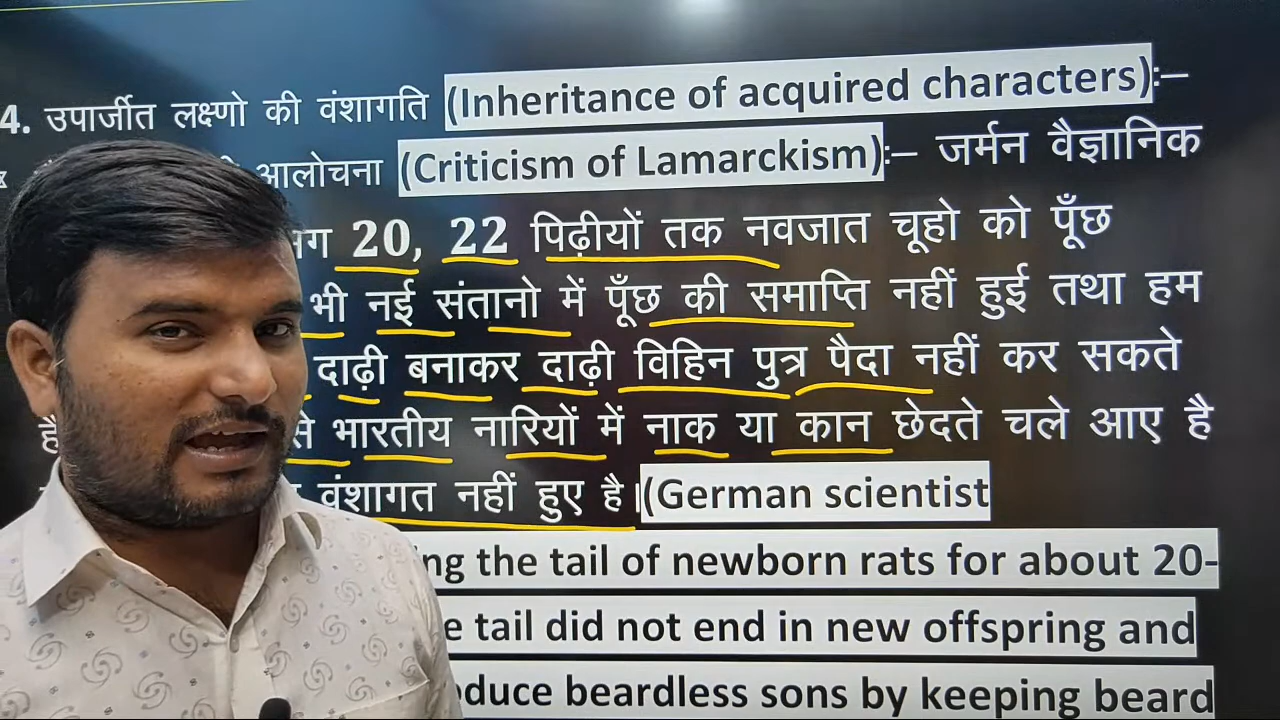 4. उपार्जीत लक्ष्णो की वंशागति (Inheritance of acquired characters):–
आलोचना (Criticism of Lamarckism):– जर्मन वैज्ञानिक
20, 22 पिढ़ीयों तक नवजात चूहो को पूँछ
भी नई संतानो में पूँछ की समाप्ति नहीं हुई तथा हम
दाढ़ी बनाकर दाढ़ी विहिन पुत्र पैदा नहीं कर सकते
से भारतीय नारियों में नाक या कान छेदते चले आए है
वंशागत नहीं हुए है। (German scientist
the tail of newborn rats for about 20-
tail did not end in new offspring and
beardless sons by keeping beard